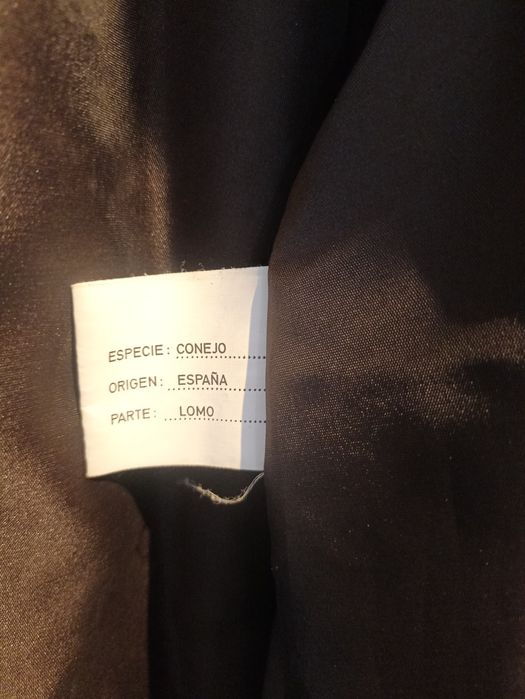 ESPECIE: CONEJO
ORIGEN: ESPAÑA
PARTE: LOMO